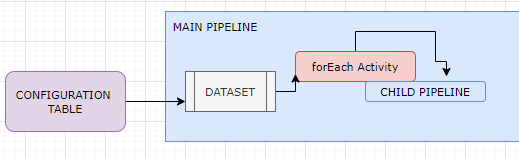 MAIN PIPELINE
forEach Activity
CHILD PIPELINE
DATASET
CONFIGURATION
TABLE